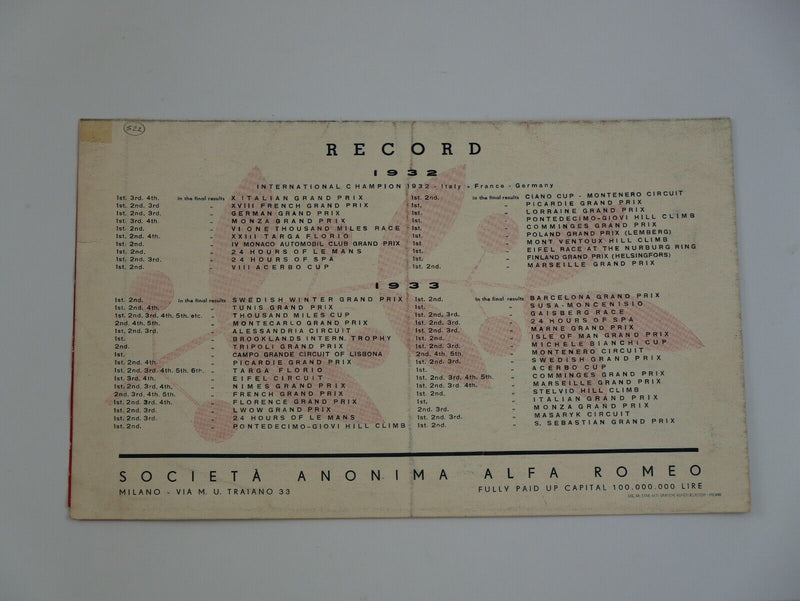 522
RECORD
1932
INTERNATIONAL CHAMPION 1932 - Italy - France - Germany
1st. 3rd. 4th. In the final results X ITALIAN GRAND PRIX
1st. 2nd. 3rd „ XVIII FRENCH GRAND PRIX
1st. 2nd. 3rd „ GERMAN GRAND PRIX
1st. 3rd. 4th. „ MONZA GRAND PRIX
1st. 2nd. „ VI ONE THOUSAND MILES RACE
1st. 2nd. 4th. „ XXIII TARGA FLORIO
1st. 2nd. „ IV MONACO AUTOMOBIL CLUB GRAND PRIX
1st. 2nd. „ 24 HOURS OF LE MANS
1st. 2nd. 3rd. „ 24 HOURS OF SPA
1st. 2nd. „ VIII ACERBO CUP
1st. 2nd. In the final results CIANO CUP - MONTENERO CIRCUIT
1st. „ PICARDIE GRAND PRIX
1st. „ LORRAINE GRAND PRIX
1st. „ PONTEDECIMO-GIOVI HILL CLIMB
1st. „ COMMINGES GRAND PRIX
1st. „ POLAND GRAND PRIX (LEMBERG)
1st. „ MONT VENTOUX HILL CLIMB
1st. „ EIFEL RACE AT THE NURBURG RING
1st. „ FINLAND GRAND PRIX (HELSINGFORS)
1st. 2nd. „ MARSEILLE GRAND PRIX
1933
1st. 2nd. In the final results SWEDISH WINTER GRAND PRIX
1st. 2nd. 4th. „ TUNIS GRAND PRIX
1st. 2nd. 3rd. 4th. 5th. etc. „ THOUSAND MILES CUP
2nd. 4th. 5th. „ MONTECARLO GRAND PRIX
1st. 2nd. 3rd. „ ALESSANDRIA CIRCUIT
1st. „ BROOKLANDS INTERN. TROPHY
2nd. „ TRIPOLI GRAND PRIX
1st. „ CAMPO GRANDE CIRCUIT OF LISBONA
1st. 2nd. 4th. „ PICARDIE GRAND PRIX
1st. 2nd. 3rd. 4th. 5th. 6th. „ TARGA FLORIO
1st. 3rd. 4th. „ EIFEL CIRCUIT
1st. 2nd. 3rd. 4th. „ NIMES GRAND PRIX
2nd. 3rd. 4th. 5th. „ FRENCH GRAND PRIX
1st. 2nd. 3rd. 4th. „ FLORENCE GRAND PRIX
1st. 2nd. 3rd. „ LWOW GRAND PRIX
1st. 2nd. 3rd. „ 24 HOURS OF LE MANS
1st. 2nd. „ PONTEDECIMO-GIOVI HILL CLIMB
1st. 2nd. In the final results BARCELONA GRAND PRIX
1st. „ SUSA-MONCENISIO
1st. 2nd. 3rd. „ GAISBERG RACE
1st. 2nd. 3rd. „ 24 HOURS OF SPA
1st. 2nd. „ MARNE GRAND PRIX
1st. 2nd. „ ISLE OF MAN GRAND PRIX
1st. 2nd. 3rd. „ MICHELE BIANCHI CUP
2nd. 4th. 5th. „ MONTENERO CIRCUIT
1st. 2nd. „ SWEDISH GRAND PRIX
1st. „ ACERBO CUP
1st. 2nd. 3rd. 4th. 5th. „ COMMINGES GRAND PRIX
1st. 2nd. 3rd. 4th. „ MARSEILLE GRAND PRIX
1st. 2nd. „ STELVIO HILL CLIMB
1st. „ ITALIAN GRAND PRIX
2nd. 3rd. „ MONZA GRAND PRIX
1st. 2nd. 3rd. „ MASARYK CIRCUIT
1st. 2nd. „ S. SEBASTIAN GRAND PRIX
SOCIETÀ ANONIMA ALFA ROMEO
MILANO - VIA M. U. TRAIANO 33
FULLY PAID UP CAPITAL 100.000.000 LIRE